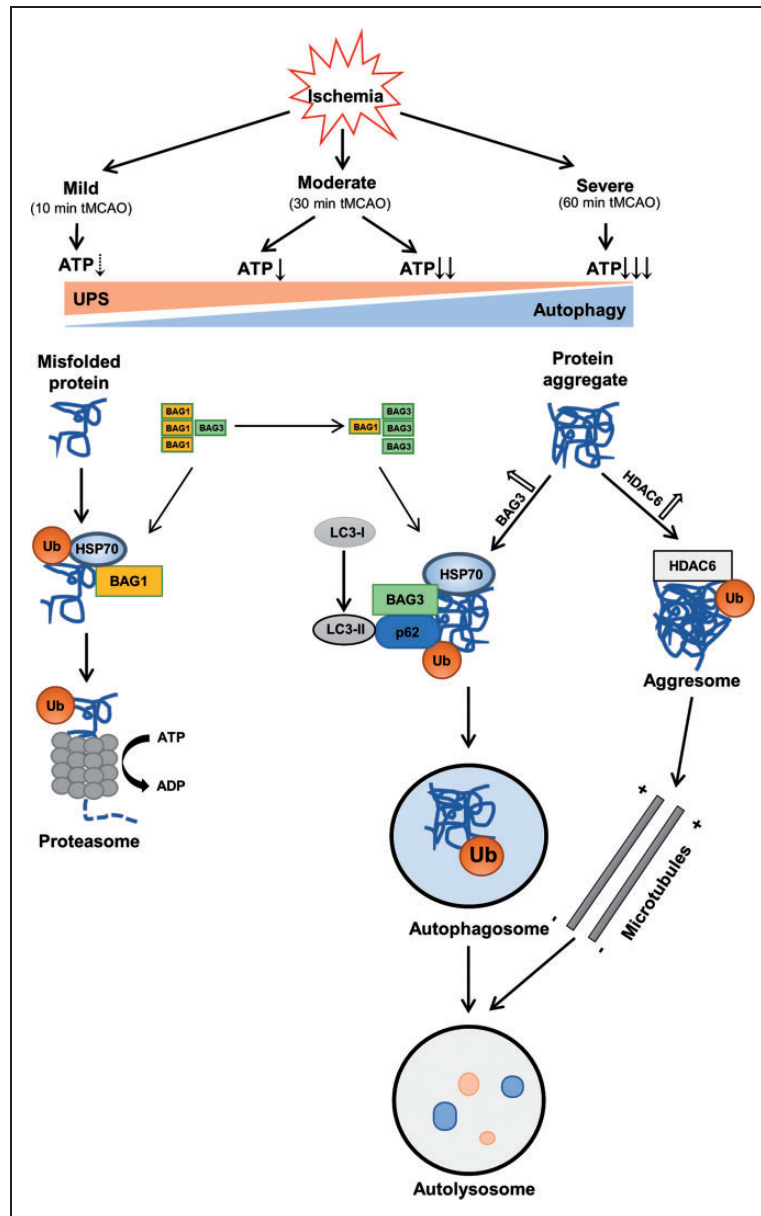 Ischemia
Mild
(10 min tMCAO)
Moderate
(30 min tMCAO)
Severe
(60 min tMCAO)
ATP⇣
ATP↓
ATP↓↓
ATP↓↓↓
UPS
Autophagy
Misfolded
protein
BAG1
BAG1 BAG3
BAG1
BAG3
BAG1 BAG3
BAG3
Protein
aggregate
BAG3
HDAC6
Ub
HSP70
BAG1
LC3-I
LC3-II
HSP70
BAG3
p62
Ub
HDAC6
Ub
Aggresome
Ub
ATP
ADP
Proteasome
Ub
Autophagosome
+
+
-
-
Microtubules
Autolysosome